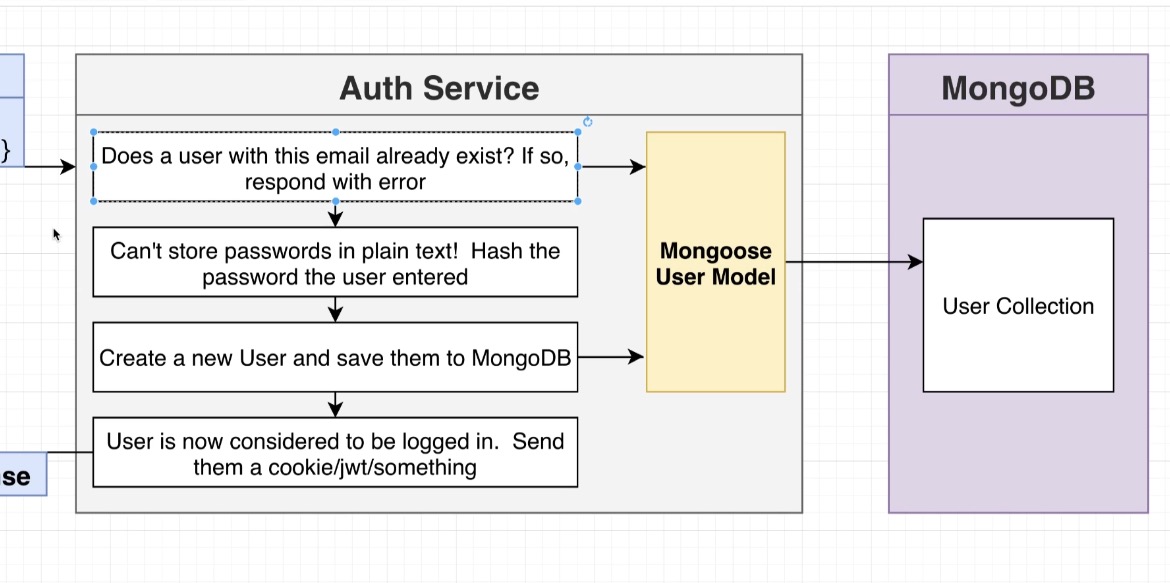 Auth Service
MongoDB
}
Does a user with this email already exist? If so,
respond with error
Can't store passwords in plain text!  Hash the
password the user entered
Mongoose
User Model
User Collection
Create a new User and save them to MongoDB
User is now considered to be logged in.  Send
them a cookie/jwt/something
se